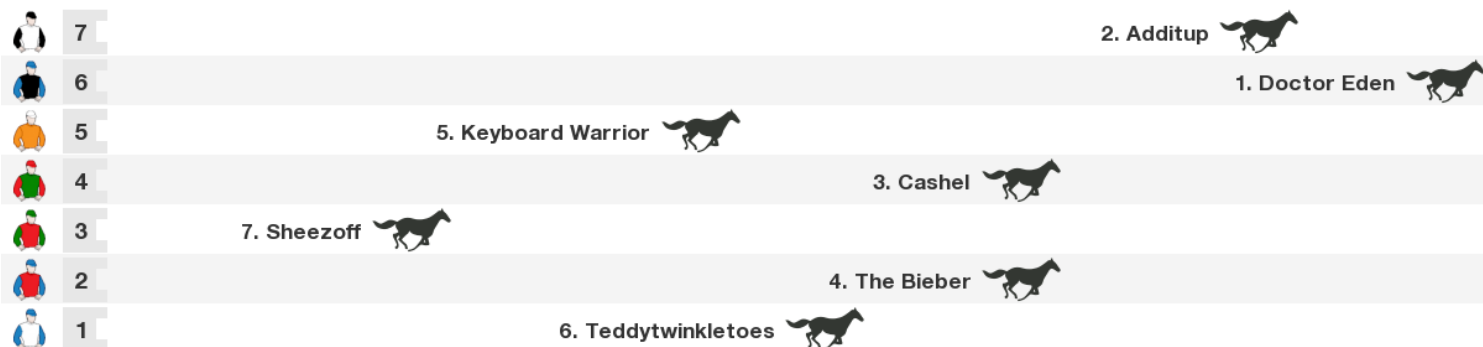 7 2. Additup
6 1. Doctor Eden
5 5. Keyboard Warrior
4 3. Cashel
3 7. Sheezoff
2 4. The Bieber
1 6. Teddytwinkletoes